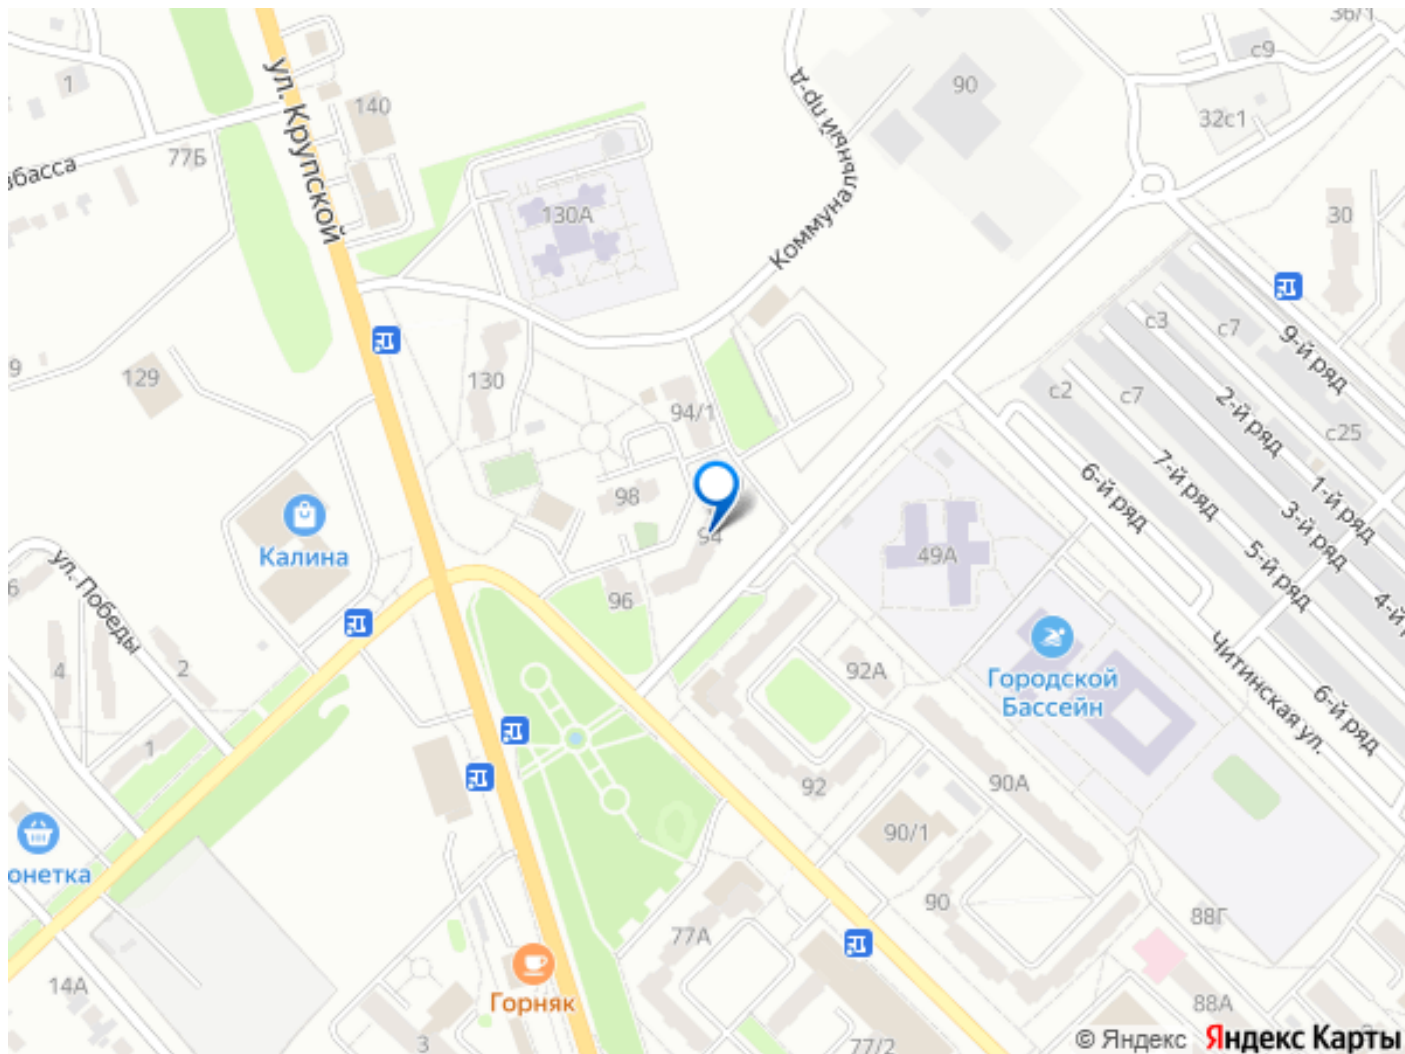 36/1
с9
1
140
90
ул. Крупской
Коммунальный пр-д
32с1
77Б
збасса
130А
30
с3
с7
9-й ряд
9
129
130
с2
с7
2-й ряд
94/1
с25
6-й ряд
7-й ряд
1-й ряд
98
3-й ряд
Калина
94
49А
ул. Победы
5-й ряд
6
96
4-й
Городской
Бассейн
4
2
92А
Читинская ул.
6-й ряд
1
92
90А
90/1
онетка
90
88Г
77А
14А
Горняк
88А
3
77/2
© Яндекс Яндекс Карты